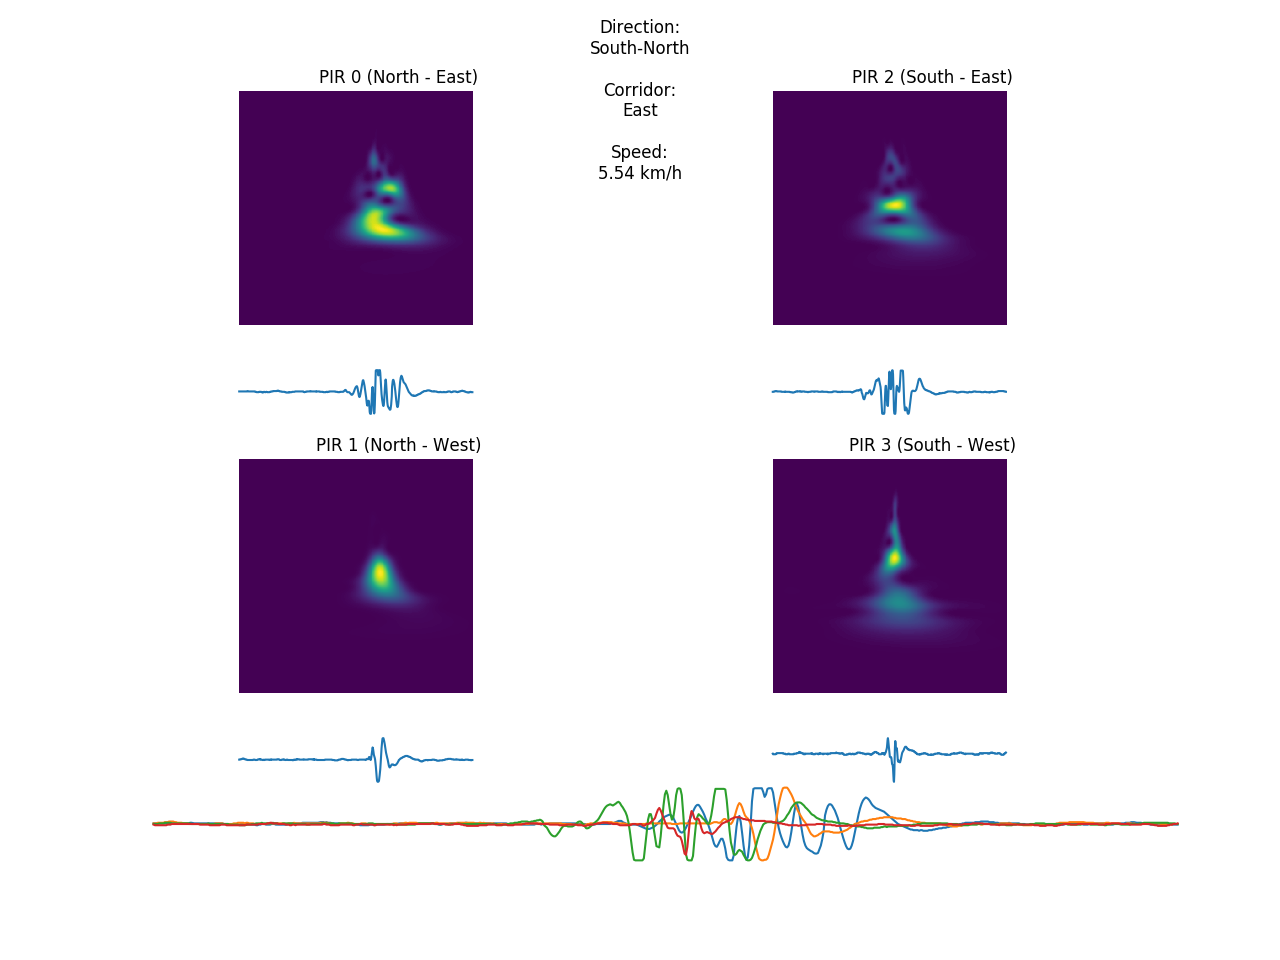 Direction:
South-North
Corridor:
East
Speed:
5.54 km/h
PIR 0 (North - East)
PIR 2 (South - East)
PIR 1 (North - West)
PIR 3 (South - West)